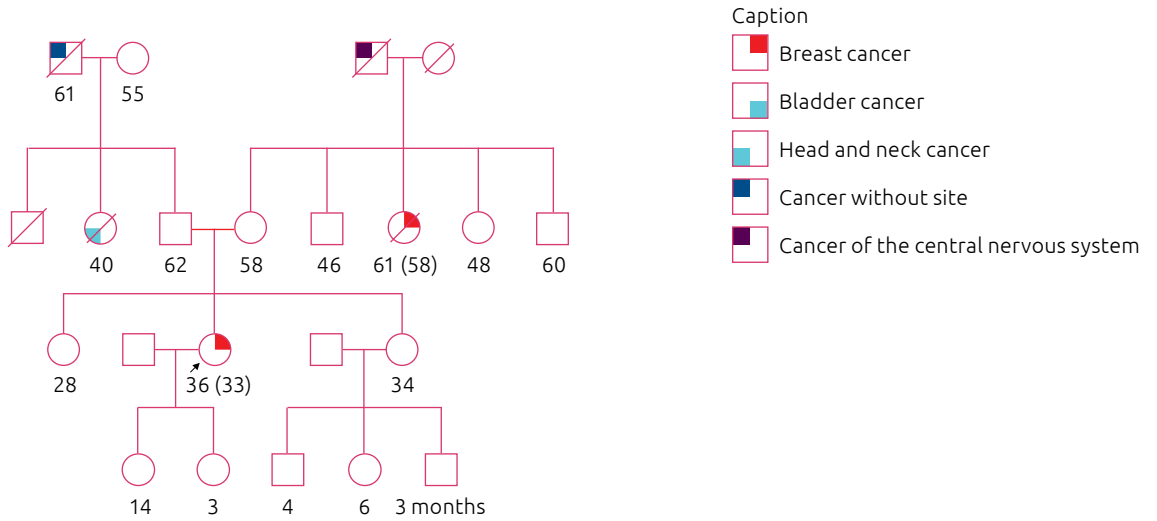 Caption
Breast cancer
Bladder cancer
Head and neck cancer
Cancer without site
Cancer of the central nervous system
61 55
40 62 58 46 61 (58) 48 60
28 36 (33) 34
14 3 4 6 3 months